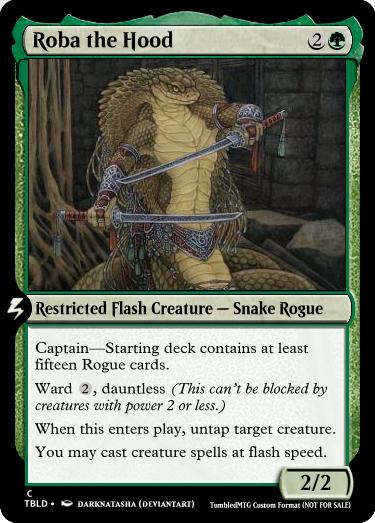 Roba the Hood 2
Restricted Flash Creature — Snake Rogue
Captain—Starting deck contains at least
fifteen Rogue cards.
Ward 2, dauntless (This can't be blocked by
creatures with power 2 or less.)
When this enters play, untap target creature.
You may cast creature spells at flash speed.
2/2
C
TBLD • DARKNATASHA (DEVIANTART)
TumbledMTG Custom Format (NOT FOR SALE)